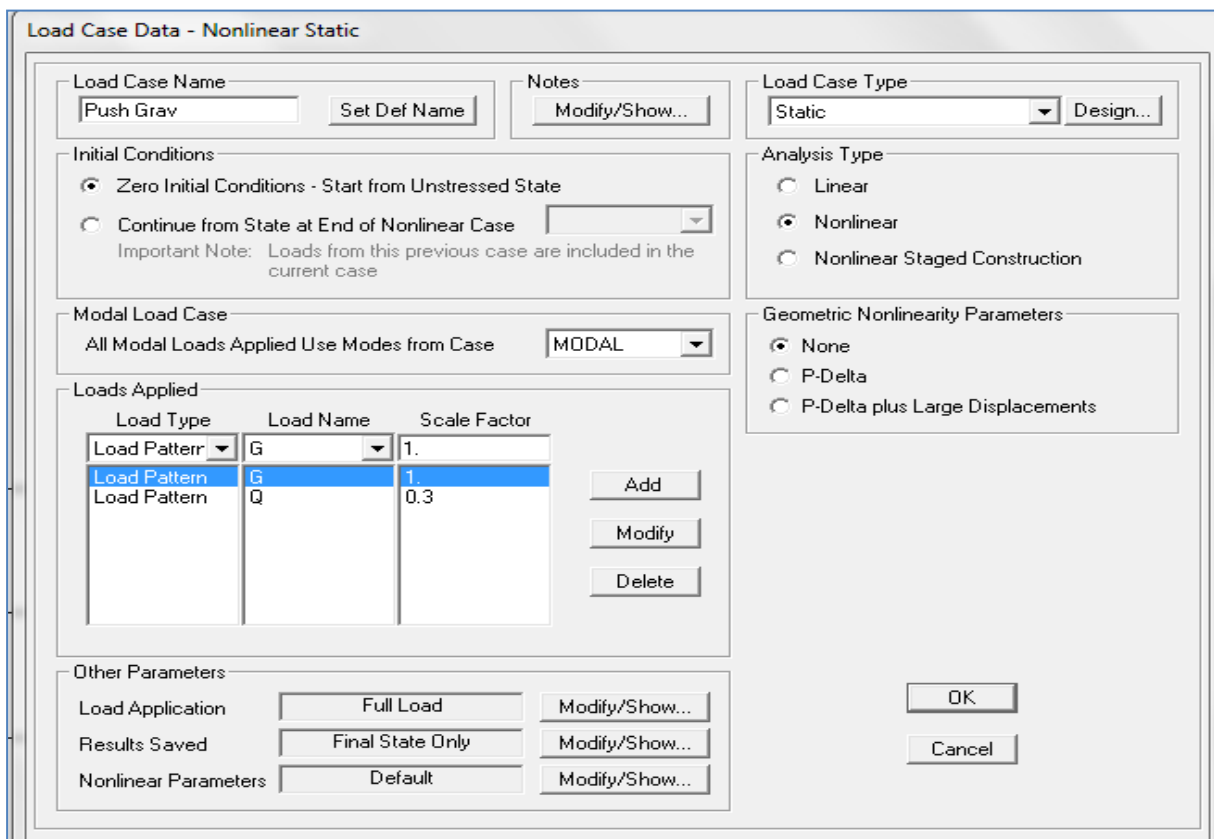 Load Case Data - Nonlinear Static
Load Case Name
Push Grav
Set Def Name
Notes
Modify/Show...
Load Case Type
Static
Design...
Initial Conditions
Zero Initial Conditions - Start from Unstressed State
Continue from State at End of Nonlinear Case
Important Note: Loads from this previous case are included in the
current case
Analysis Type
Linear
Nonlinear
Nonlinear Staged Construction
Modal Load Case
All Modal Loads Applied Use Modes from Case
MODAL
Geometric Nonlinearity Parameters
None
P-Delta
P-Delta plus Large Displacements
Loads Applied
Load Type Load Name Scale Factor
Load Pattern G 1.
Load Pattern G 1.
Load Pattern Q 0.3
Add
Modify
Delete
Other Parameters
Load Application Full Load Modify/Show...
Results Saved Final State Only Modify/Show...
Nonlinear Parameters Default Modify/Show...
OK
Cancel